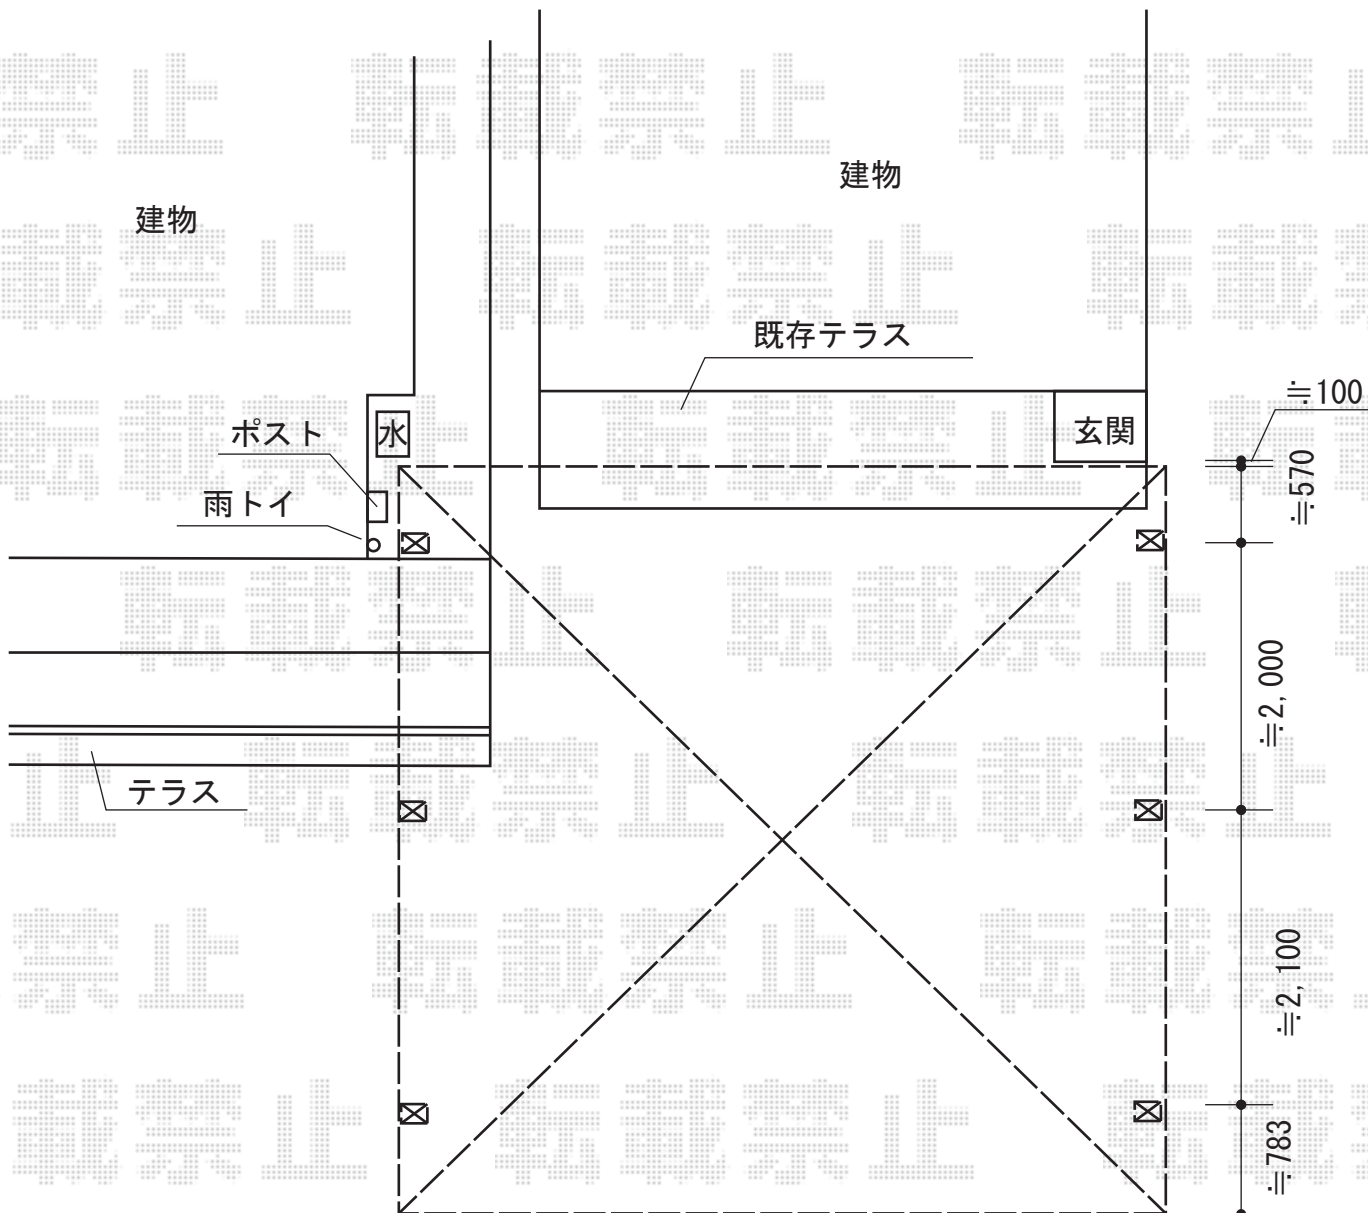 建物
建物
既存テラス
≒100
ポスト
水
玄関
≒570
雨トイ
≒2,000
テラス
≒2,100
≒783
転載禁止